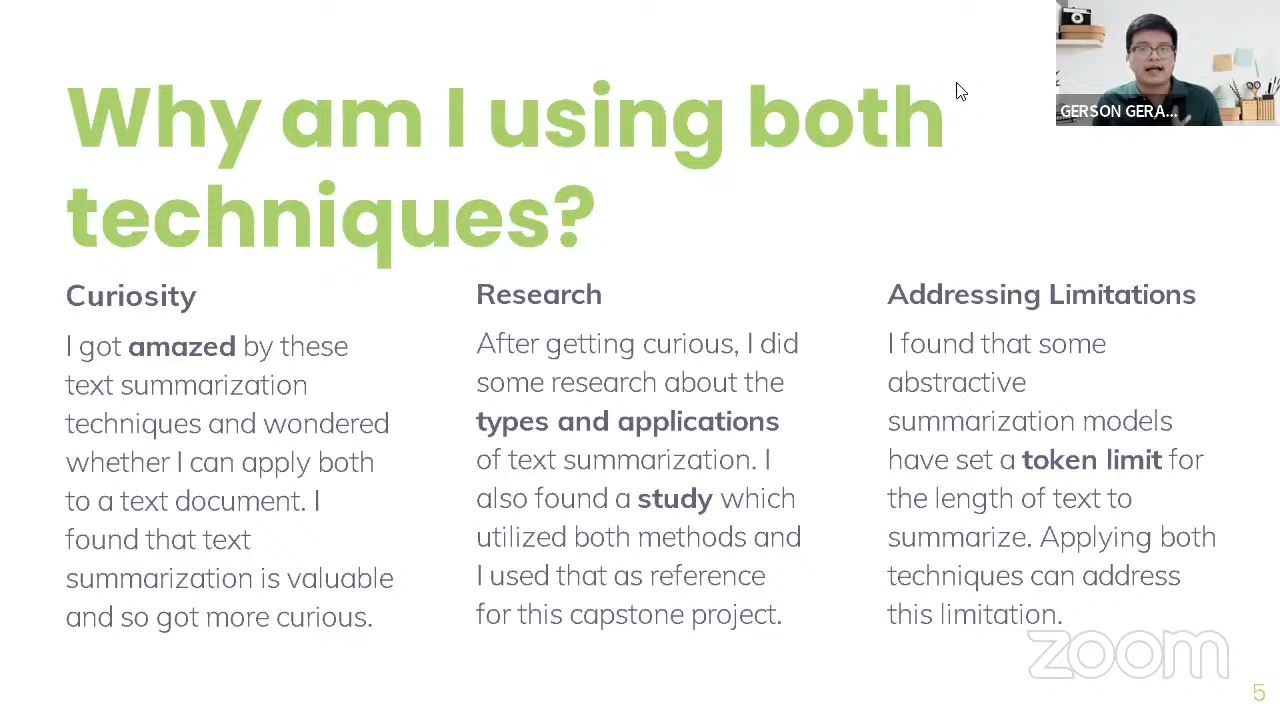 Why am I using both
techniques?
GERSON GERA...
Curiosity
I got amazed by these
text summarization
techniques and wondered
whether I can apply both
to a text document. I
found that text
summarization is valuable
and so got more curious.
Research
After getting curious, I did
some research about the
types and applications
of text summarization. I
also found a study which
utilized both methods and
I used that as reference
for this capstone project.
Addressing Limitations
I found that some
abstractive
summarization models
have set a token limit for
the length of text to
summarize. Applying both
techniques can address
this limitation.
zoom
5